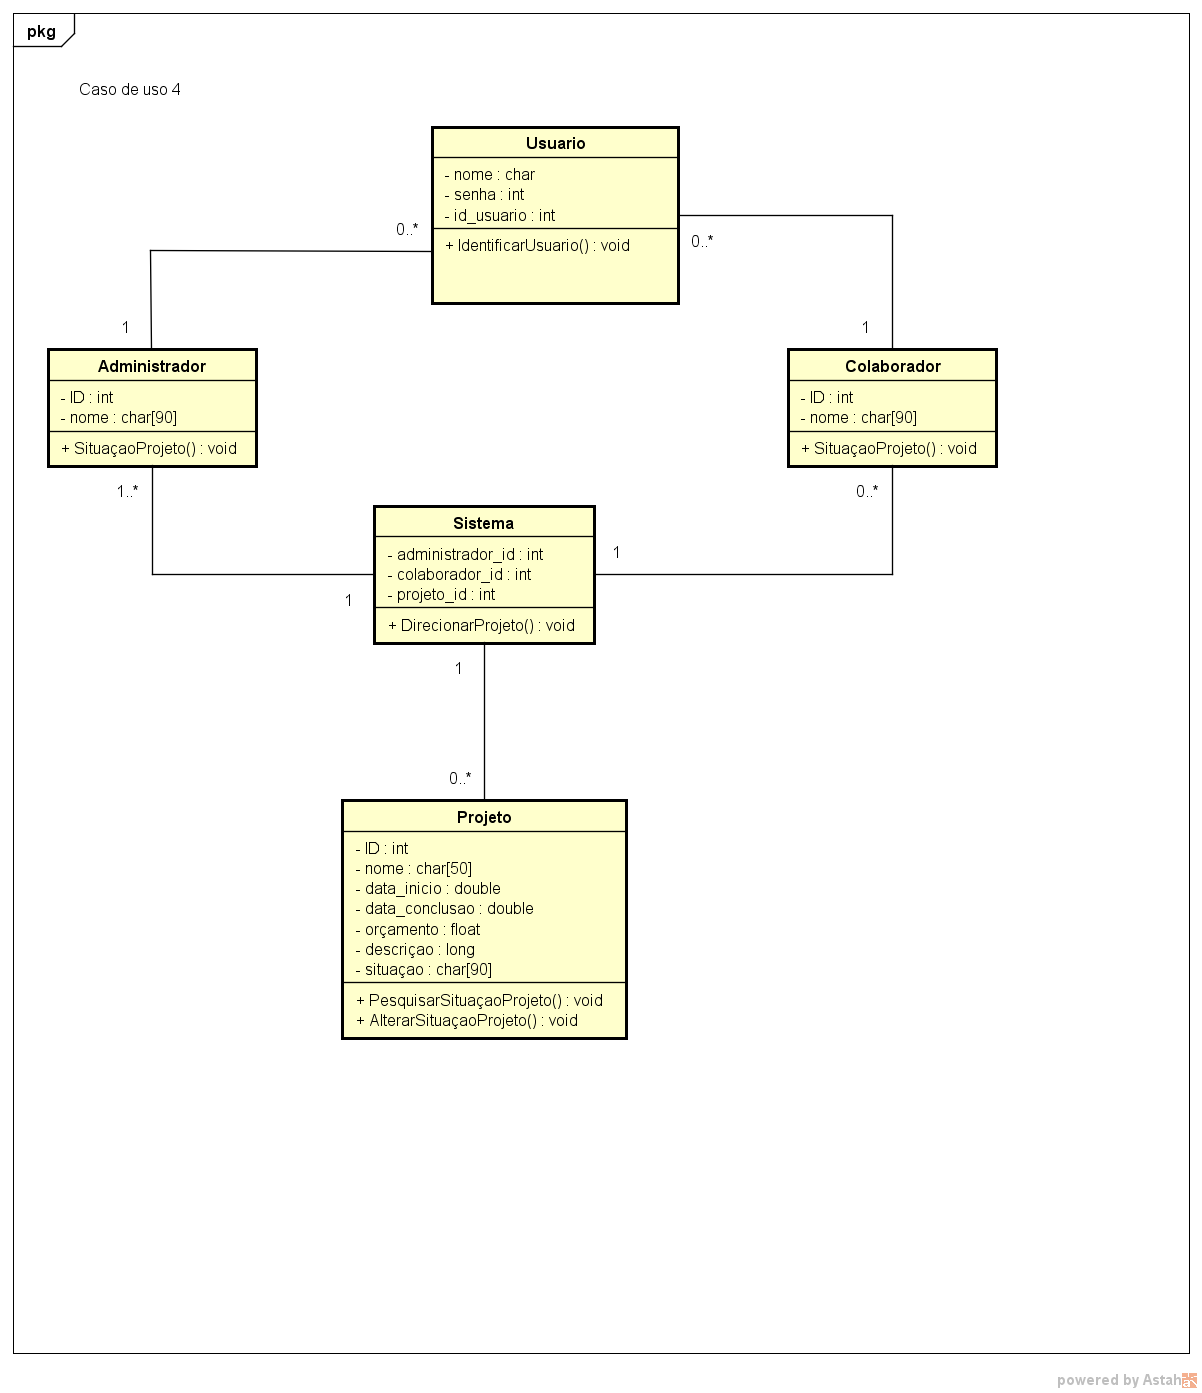 pkg
Caso de uso 4
Usuario
- nome : char
- senha : int
- id_usuario : int
+ IdentificarUsuario() : void
0..*
0..*
1
1
Administrador
- ID : int
- nome : char[90]
+ SituaçaoProjeto() : void
Colaborador
- ID : int
- nome : char[90]
+ SituaçaoProjeto() : void
1..*
0..*
Sistema
- administrador_id : int
- colaborador_id : int
- projeto_id : int
+ DirecionarProjeto() : void
1
1
1
0..*
Projeto
- ID : int
- nome : char[50]
- data_inicio : double
- data_conclusao : double
- orçamento : float
- descriçao : long
- situaçao : char[90]
+ PesquisarSituaçaoProjeto() : void
+ AlterarSituaçaoProjeto() : void
powered by Astah